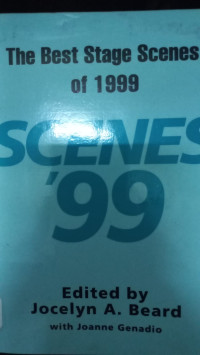 The Best Stage Scenes
of 1999
SCENES
'99
Edited by
Jocelyn A. Beard
with Joanne Genadio